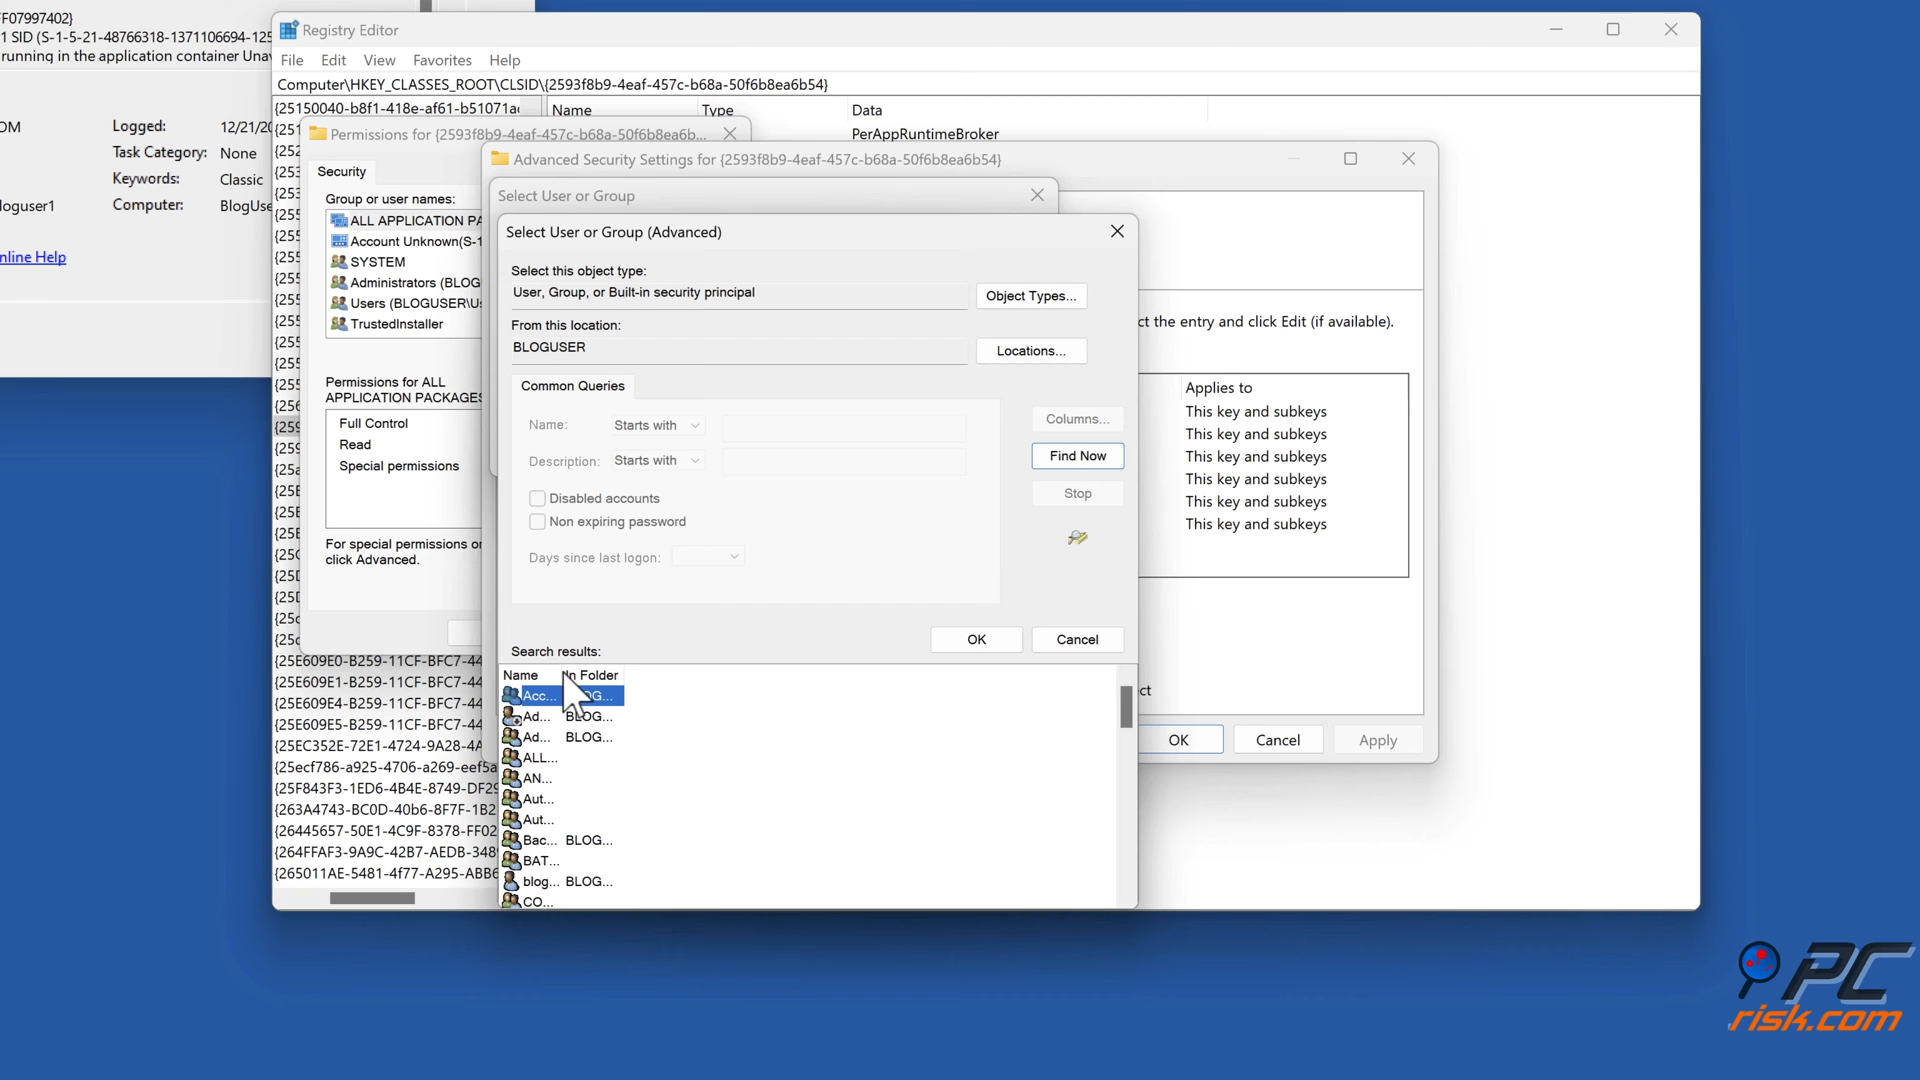 FF07997402}
1 SID (S-1-5-21-48766318-1371106694-125
running in the application container Una
OM
Logged: 12/21/20
Task Category: None
Keywords: Classic
loguser1
Computer: BlogUse
nline Help
Registry Editor
File Edit View Favorites Help
Computer\HKEY_CLASSES_ROOT\CLSID\{2593f8b9-4eaf-457c-b68a-50f6b8ea6b54}
{25150040-b8f1-418e-af61-b51071a
Name Type Data
PerAppRuntimeBroker
Permissions for {2593f8b9-4eaf-457c-b68a-50f6b8ea6b...
Security
Group or user names:
ALL APPLICATION PA
Account Unknown(S-1
SYSTEM
Administrators (BLOG
Users (BLOGUSER\Us
TrustedInstaller
Permissions for ALL
APPLICATION PACKAGES
Full Control
Read
Special permissions
For special permissions or
click Advanced.
Advanced Security Settings for {2593f8b9-4eaf-457c-b68a-50f6b8ea6b54}
ct the entry and click Edit (if available).
Applies to
This key and subkeys
This key and subkeys
This key and subkeys
This key and subkeys
This key and subkeys
This key and subkeys
ct
OK Cancel Apply
Select User or Group
Select User or Group (Advanced)
Select this object type:
User, Group, or Built-in security principal
Object Types...
From this location:
BLOGUSER
Locations...
Common Queries
Name: Starts with
Description: Starts with
Disabled accounts
Non expiring password
Days since last logon:
Columns...
Find Now
Stop
OK Cancel
Search results:
Name In Folder
Acc... BLOG...
Ad... BLOG...
Ad... BLOG...
ALL...
AN...
Aut...
Aut...
Bac... BLOG...
BAT...
blog... BLOG...
CO...
{25E609E0-B259-11CF-BFC7-44
{25E609E1-B259-11CF-BFC7-44
{25E609E4-B259-11CF-BFC7-44
{25E609E5-B259-11CF-BFC7-44
{25EC352E-72E1-4724-9A28-4A
{25ecf786-a925-4706-a269-eef5a
{25F843F3-1ED6-4B4E-8749-DF29
{263A4743-BC0D-40b6-8F7F-1B2
{26445657-50E1-4C9F-8378-FF02
{264FFAF3-9A9C-42B7-AEDB-348
{265011AE-5481-4f77-A295-ABB6
PC
risk.com